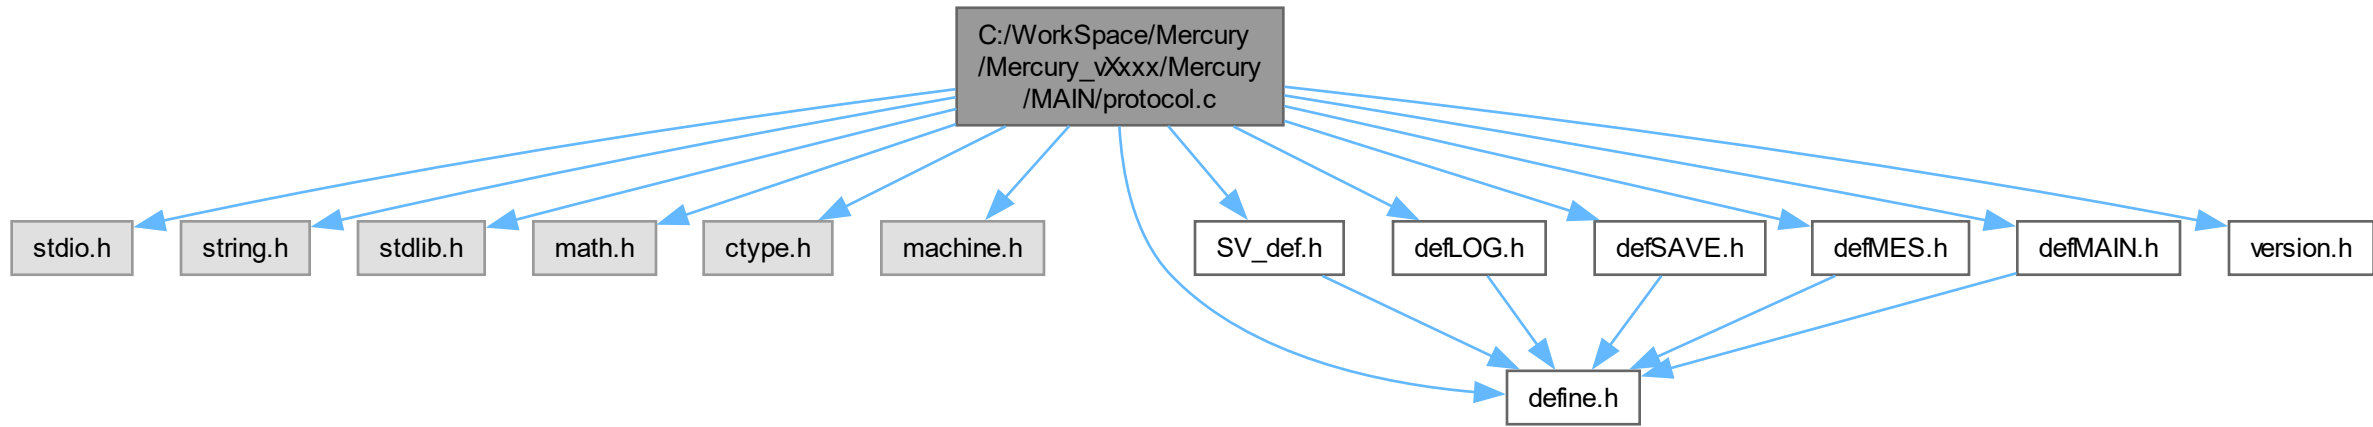 C:/WorkSpace/Mercury
/Mercury_vXxxx/Mercury
/MAIN/protocol.c
stdio.h
string.h
stdlib.h
math.h
ctype.h
machine.h
SV_def.h
defLOG.h
defSAVE.h
defMES.h
defMAIN.h
version.h
define.h